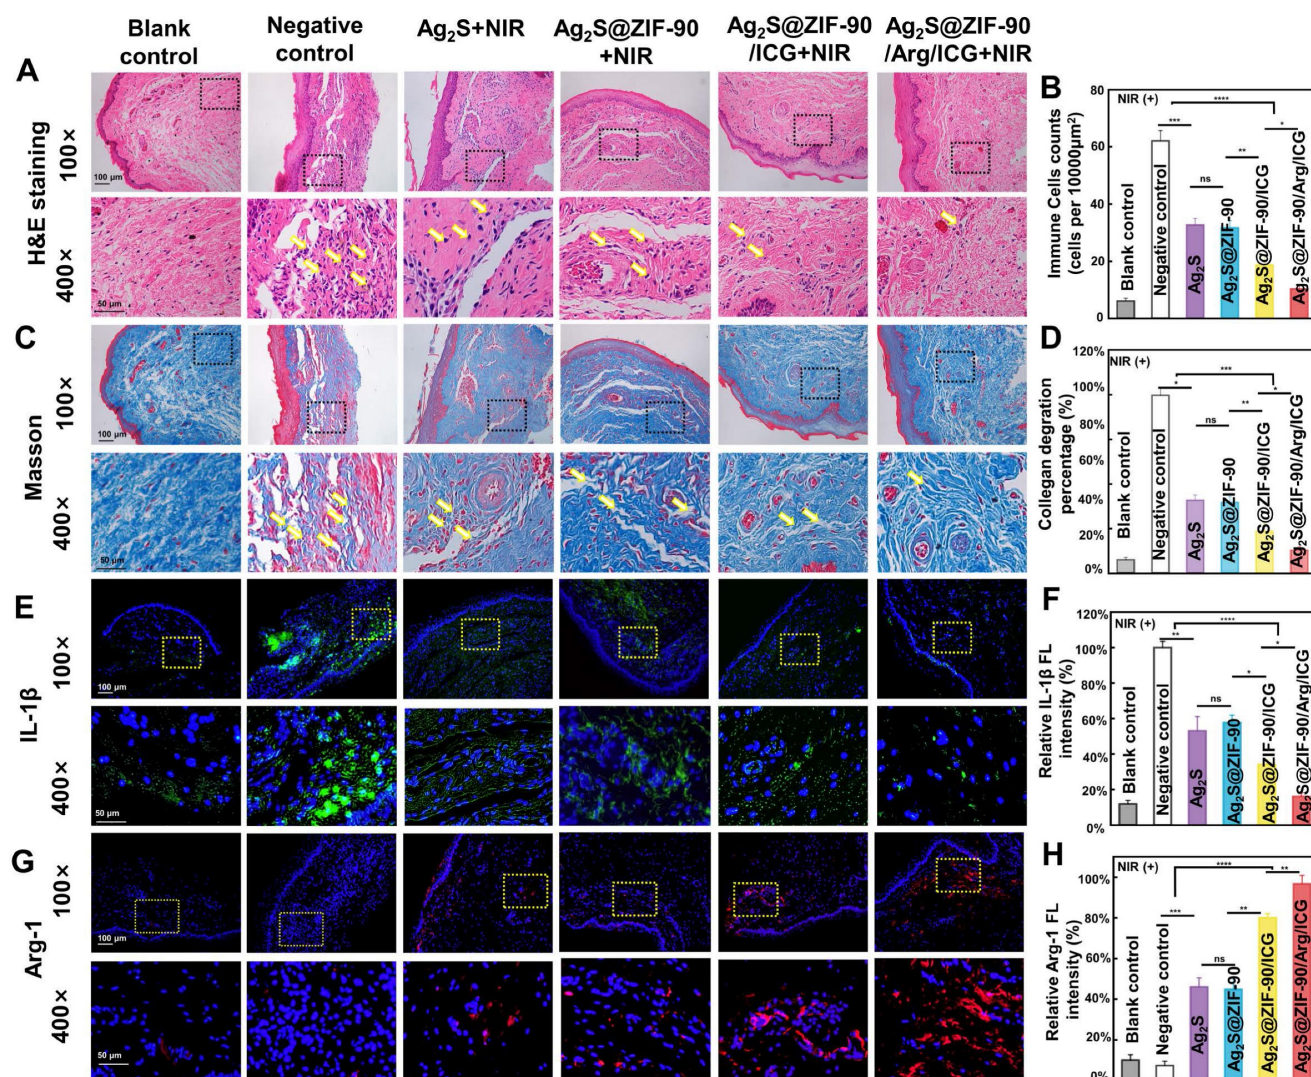 Blank
control
Negative
control
Ag₂S+NIR
Ag₂S@ZIF-90
+NIR
Ag₂S@ZIF-90
/ICG+NIR
Ag₂S@ZIF-90
/Arg/ICG+NIR
A
H&E staining
100×
100 μm
400×
50 μm
B
Immune Cells counts
(cells per 10000μm²)
80
60
40
20
0
NIR (+)
****
***
*
**
ns
Blank control
Negative control
Ag₂S
Ag₂S@ZIF-90
Ag₂S@ZIF-90/ICG
Ag₂S@ZIF-90/Arg/ICG
C
Masson
100×
100 μm
400×
50 μm
D
Collegan degration
percentage (%)
120%
100%
80%
60%
40%
20%
0%
NIR (+)
***
*
*
**
ns
Blank control
Negative control
Ag₂S
Ag₂S@ZIF-90
Ag₂S@ZIF-90/ICG
Ag₂S@ZIF-90/Arg/ICG
E
IL-1β
100×
100 μm
400×
50 μm
F
Relative IL-1β FL
intensity (%)
120%
100%
80%
60%
40%
20%
0%
NIR (+)
****
**
*
*
ns
Blank control
Negative control
Ag₂S
Ag₂S@ZIF-90
Ag₂S@ZIF-90/ICG
Ag₂S@ZIF-90/Arg/ICG
G
Arg-1
100×
100 μm
400×
50 μm
H
Relative Arg-1 FL
intensity (%)
100%
80%
60%
40%
20%
0%
NIR (+)
****
**
***
**
ns
Blank control
Negative control
Ag₂S
Ag₂S@ZIF-90
Ag₂S@ZIF-90/ICG
Ag₂S@ZIF-90/Arg/ICG